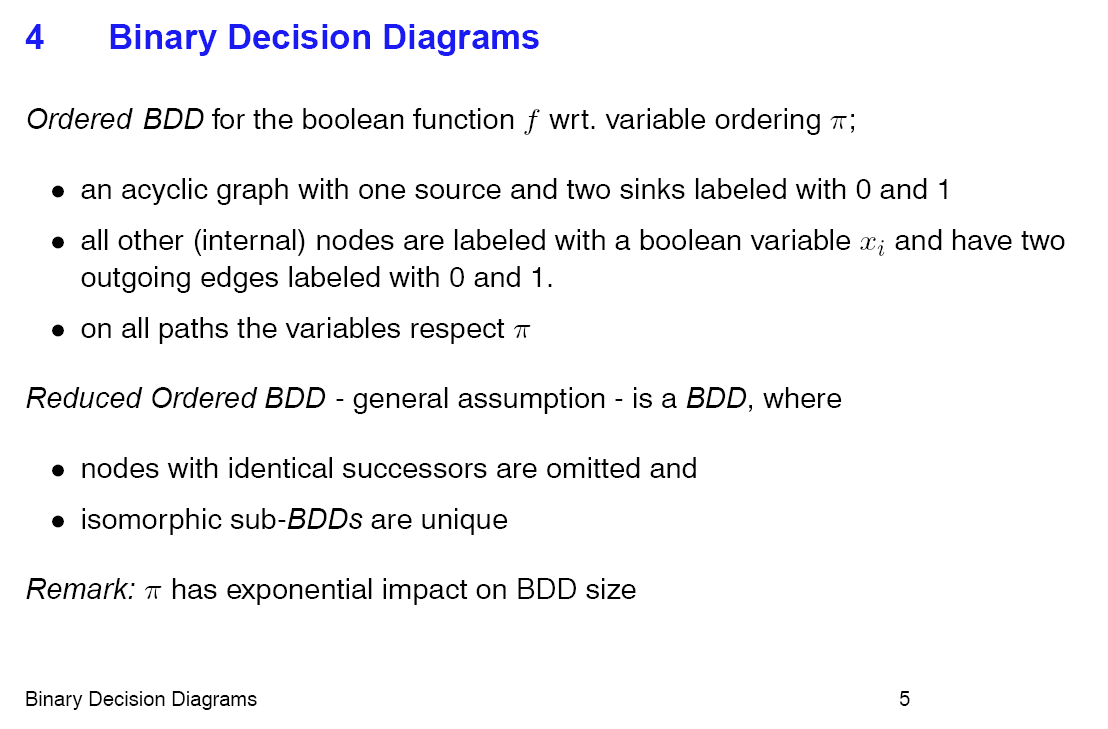 4 Binary Decision Diagrams
Ordered BDD for the boolean function f wrt. variable ordering π;
• an acyclic graph with one source and two sinks labeled with 0 and 1
• all other (internal) nodes are labeled with a boolean variable xᵢ and have two
outgoing edges labeled with 0 and 1.
• on all paths the variables respect π
Reduced Ordered BDD - general assumption - is a BDD, where
• nodes with identical successors are omitted and
• isomorphic sub-BDDs are unique
Remark: π has exponential impact on BDD size
Binary Decision Diagrams 5